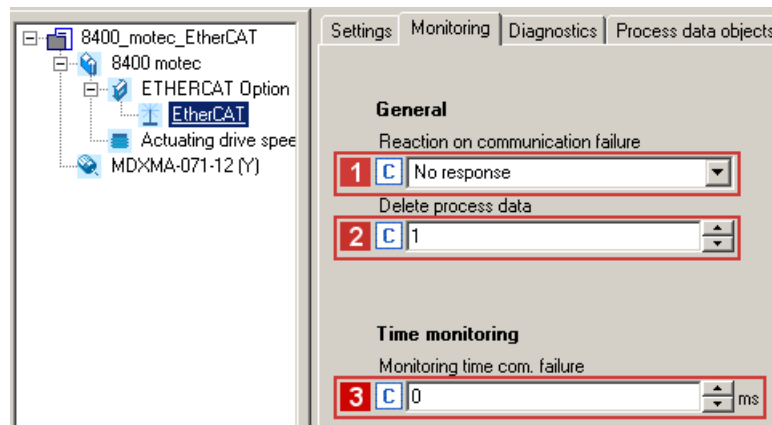 8400_motec_EtherCAT
8400 motec
ETHERCAT Option
EtherCAT
Actuating drive spee
MDXMA-071-12 (Y)
Settings Monitoring Diagnostics Process data objects
General
Reaction on communication failure
1 C No response
Delete process data
2 C 1
Time monitoring
Monitoring time com. failure
3 C 0 ms